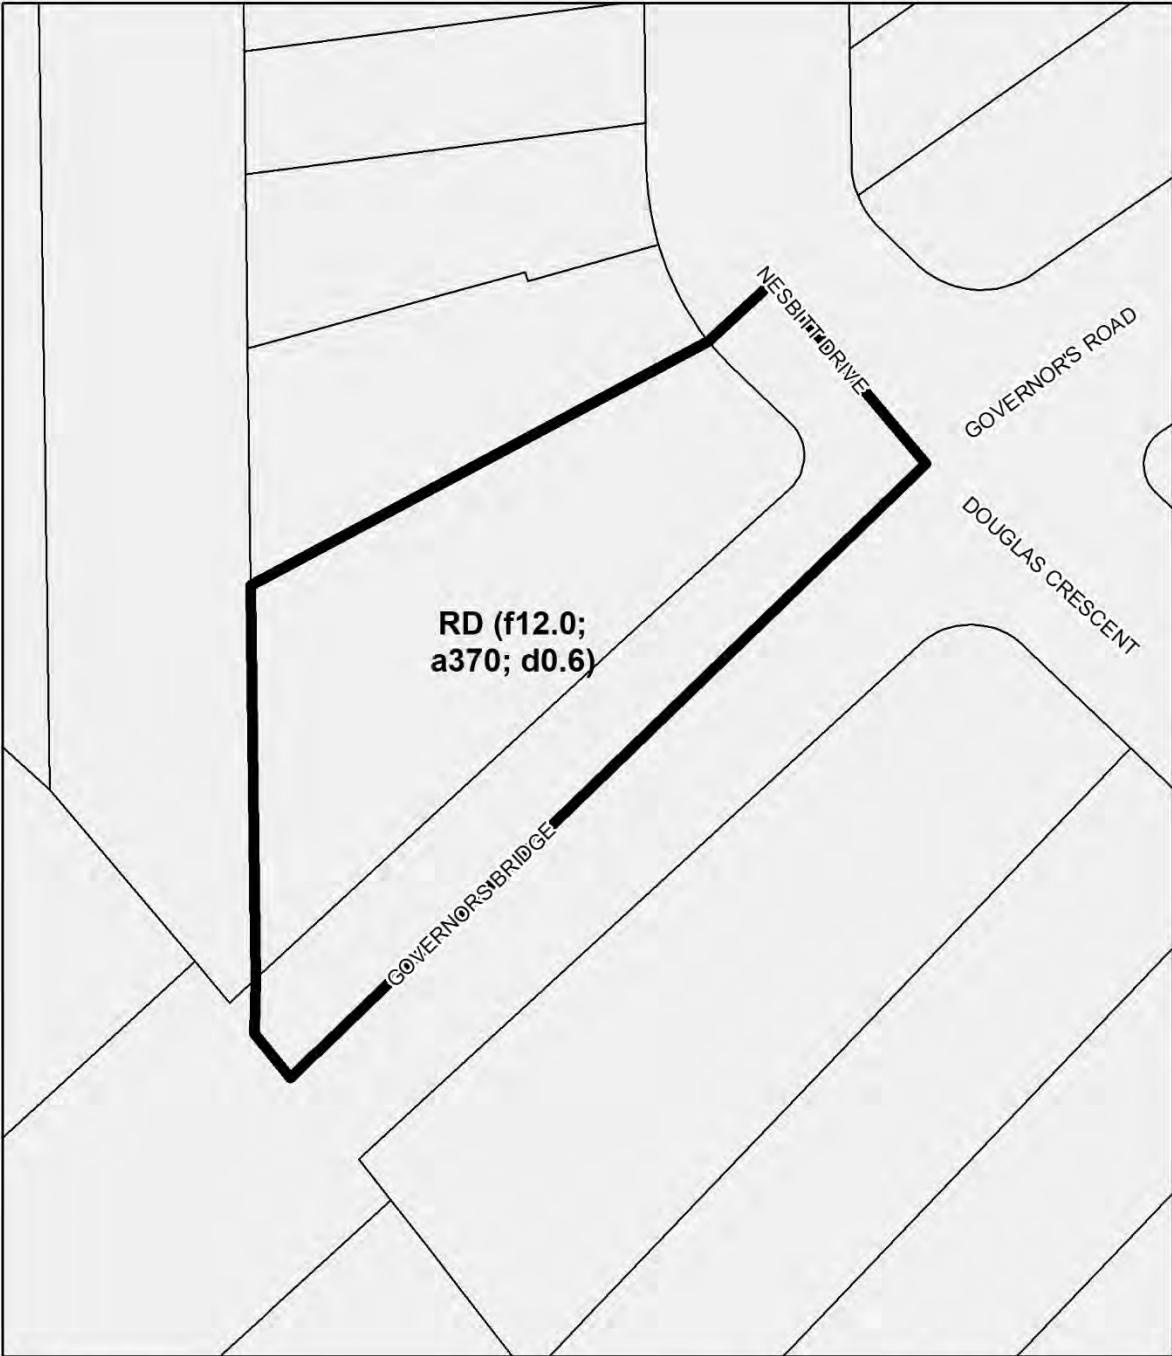 NESBITT DRIVE
GOVERNOR'S ROAD
DOUGLAS CRESCENT
RD (f12.0;
a370; d0.6)
GOVERNORS BRIDGE